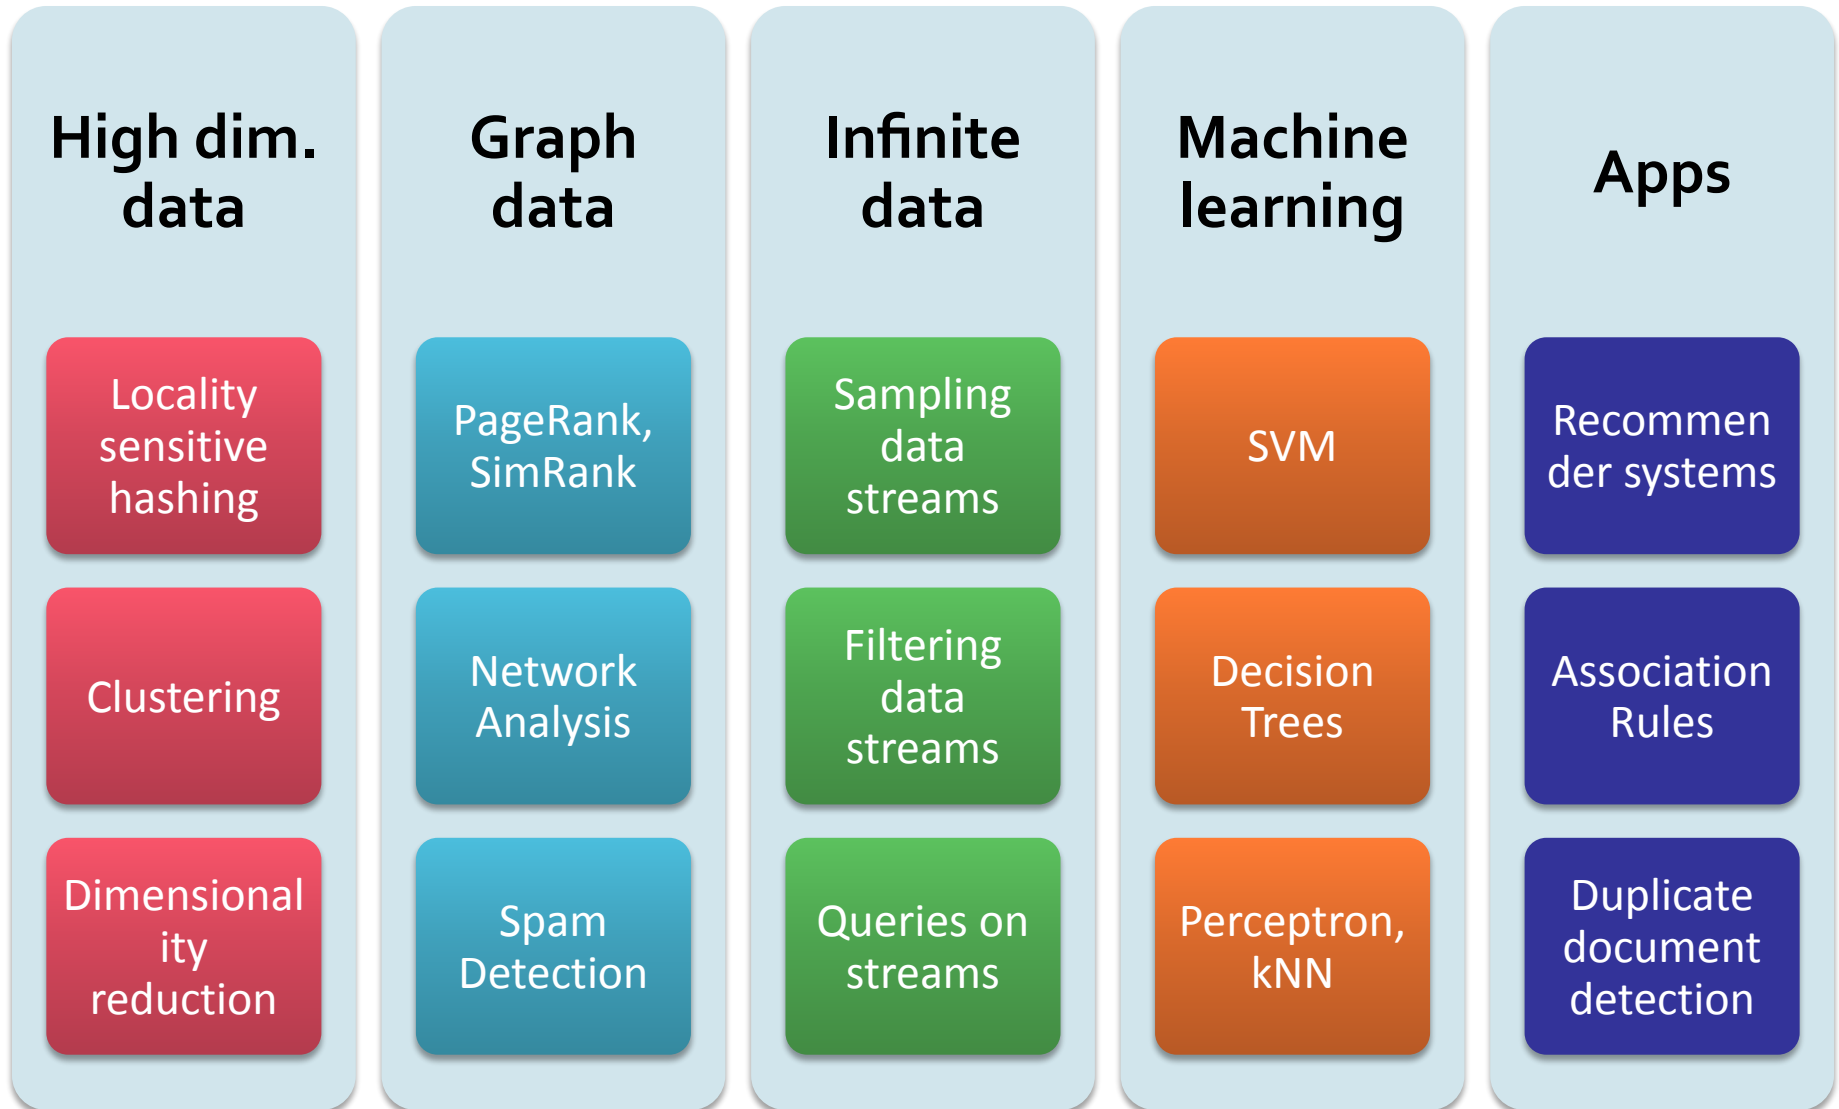 High dim.
data
Locality
sensitive
hashing
Clustering
Dimensional
ity
reduction
Graph
data
PageRank,
SimRank
Network
Analysis
Spam
Detection
Infinite
data
Sampling
data
streams
Filtering
data
streams
Queries on
streams
Machine
learning
SVM
Decision
Trees
Perceptron,
kNN
Apps
Recommen
der systems
Association
Rules
Duplicate
document
detection